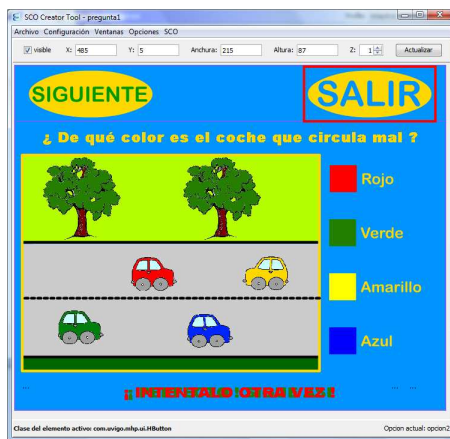 SCO Creator Tool - pregunta1
Archivo Configuración Ventanas Opciones SCO
visible X: 485 Y: 5 Anchura: 215 Altura: 87 Z: 1 Actualizar
SIGUIENTE SALIR
¿ De qué color es el coche que circula mal ?
Rojo
Verde
Amarillo
Azul
... ... ...
¡¡ INTENTALO OTRA VEZ !!
Clase del elemento activo: com.uvigo.mhp.ui.HButton Opcion actual: opcion2